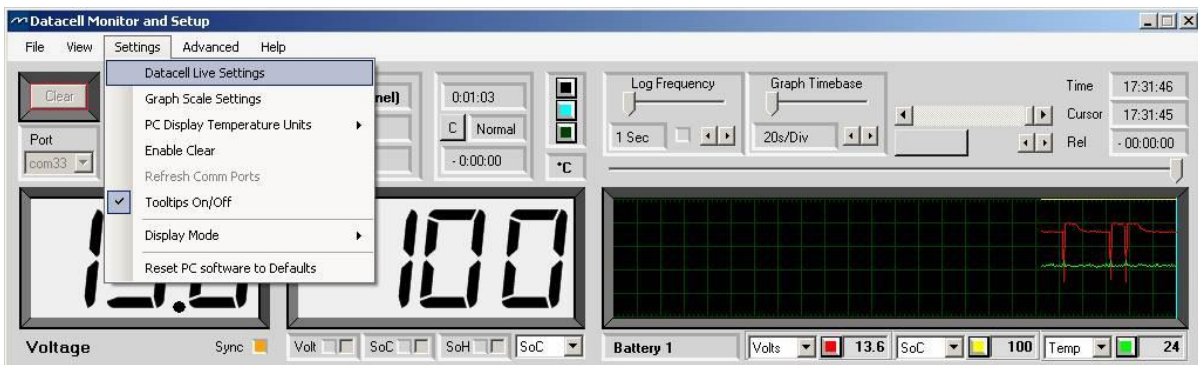 Datacell Monitor and Setup
File View Settings Advanced Help
Datacell Live Settings
Graph Scale Settings
PC Display Temperature Units
Enable Clear
Refresh Comm Ports
Tooltips On/Off
Display Mode
Reset PC software to Defaults
Clear
Port
com33
0:01:03
C Normal
- 0:00:00
°C
Log Frequency
1 Sec
Graph Timebase
20s/Div
Time 17:31:46
Cursor 17:31:45
Rel - 00:00:00
100
Voltage Sync Volt SoC SoH SoC
Battery 1 Volts 13.6 SoC 100 Temp 24